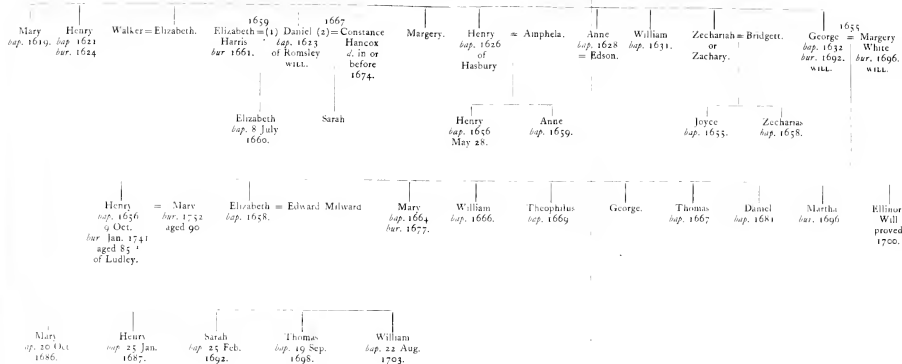 Mary
bap. 1619.
Henry
bap 1621
bur. 1624
Walker = Elizabeth.
1659 1667
Elizabeth = (1) Daniel (2) = Constance
Harris bap. 1623 Hancox
bur 1661. of Romsley d. in or
WILL. before
1674.
Margery.
Henry = Amphela.
bap. 1626
of
Hasbury
Anne
bap. 1628
= Edson.
William
bap. 1631.
Zechariah = Bridgett.
or
Zachary.
1655
George = Margery
bap. 1632 White
bur. 1692. bur. 1696.
WILL. WILL.
Elizabeth
bap. 8 July
1660.
Sarah
Henry
bap. 1656
May 28.
Anne
bap. 1659.
Joyce
bap. 1655.
Zecharias
bap. 1658.
Henry = Mary
bap. 1656 bur. 1752
9 Oct. aged 90
bur Jan. 1741
aged 85 1
of Ludley.
Elizabeth = Edward Milward
bap. 1658.
Mary
bap. 1664
bur. 1677.
William
bap. 1666.
Theophilus
bap. 1669
George.
Thomas
bap. 1667
Daniel
bap. 1681
Martha
bur. 1696
Ellinor
Will
proved
1700.
Mary
ap. 20 Oct
1686.
Henry
bap 25 Jan.
1687.
Sarah
bap 25 Feb.
1692.
Thomas
bap. 19 Sep.
1698.
William
bap. 22 Aug.
1703.